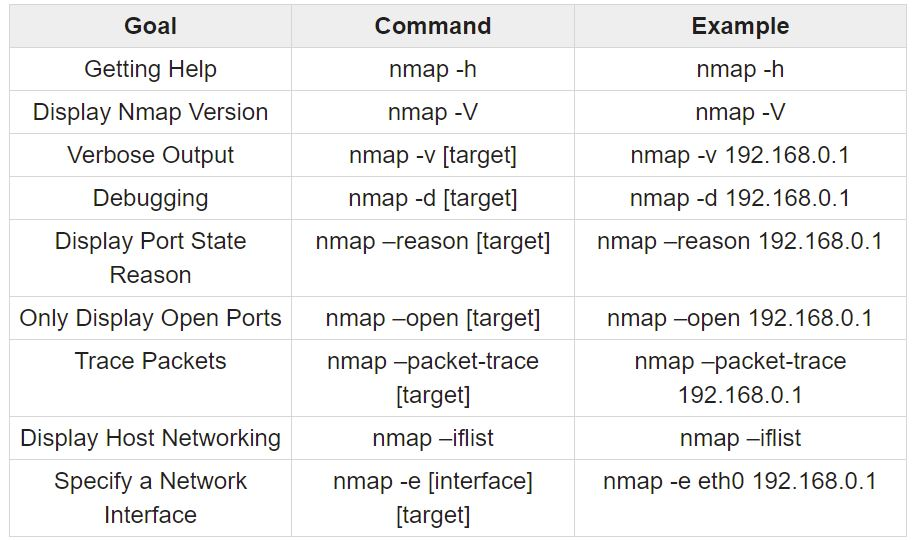 Goal Command Example
Getting Help nmap -h nmap -h
Display Nmap Version nmap -V nmap -V
Verbose Output nmap -v [target] nmap -v 192.168.0.1
Debugging nmap -d [target] nmap -d 192.168.0.1
Display Port State nmap –reason [target] nmap –reason 192.168.0.1
Reason
Only Display Open Ports nmap –open [target] nmap –open 192.168.0.1
Trace Packets nmap –packet-trace nmap –packet-trace
[target] 192.168.0.1
Display Host Networking nmap –iflist nmap –iflist
Specify a Network nmap -e [interface] nmap -e eth0 192.168.0.1
Interface [target]